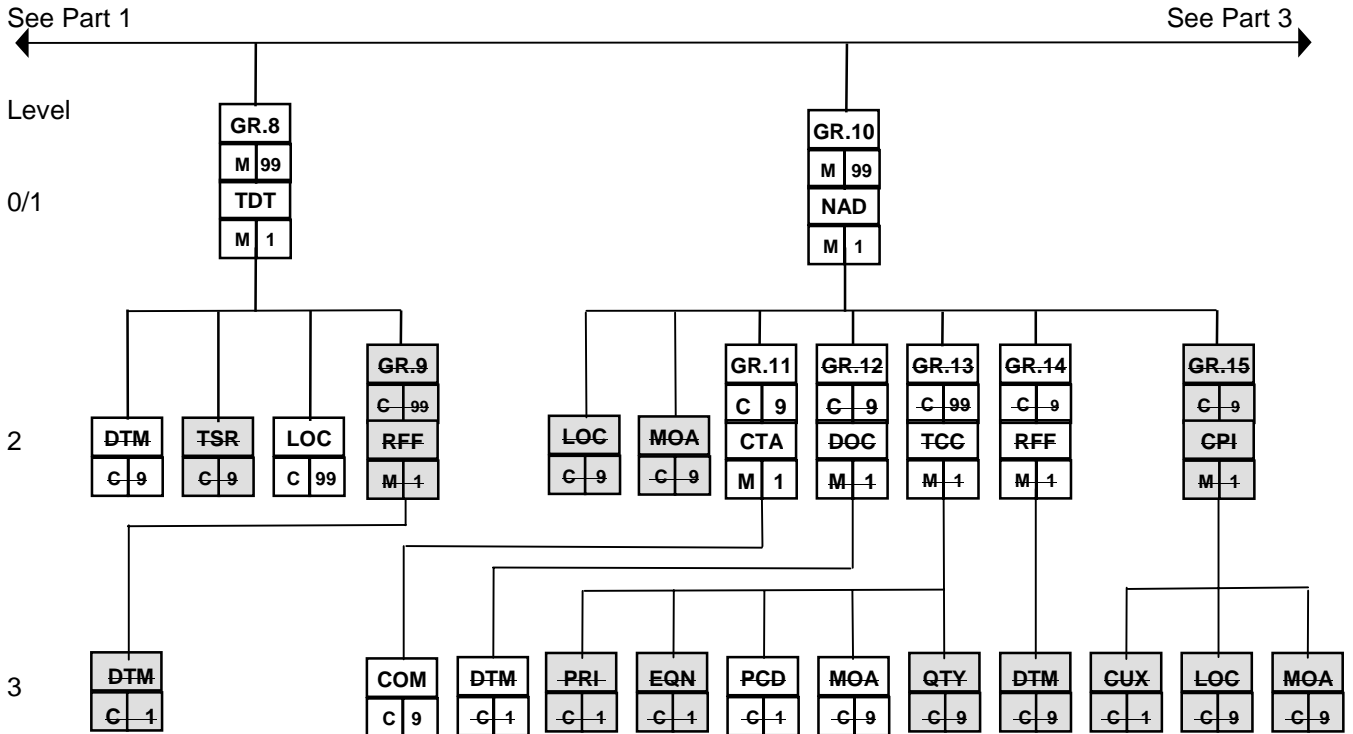 See Part 1 See Part 3
Level
GR.8 GR.10
M 99 M 99
0/1 TDT NAD
M 1 M 1
GR.9 GR.11 GR.12 GR.13 GR.14 GR.15
C 99 C 9 C 9 C 99 C 9 C 9
2 DTM TSR LOC RFF LOC MOA CTA DOC TCC RFF CPI
C 9 C 9 C 99 M 1 C 9 C 9 M 1 M 1 M 1 M 1 M 1
3 DTM COM DTM PRI EQN PCD MOA QTY DTM CUX LOC MOA
C 1 C 9 C 1 C 1 C 1 C 1 C 9 C 9 C 9 C 1 C 9 C 9